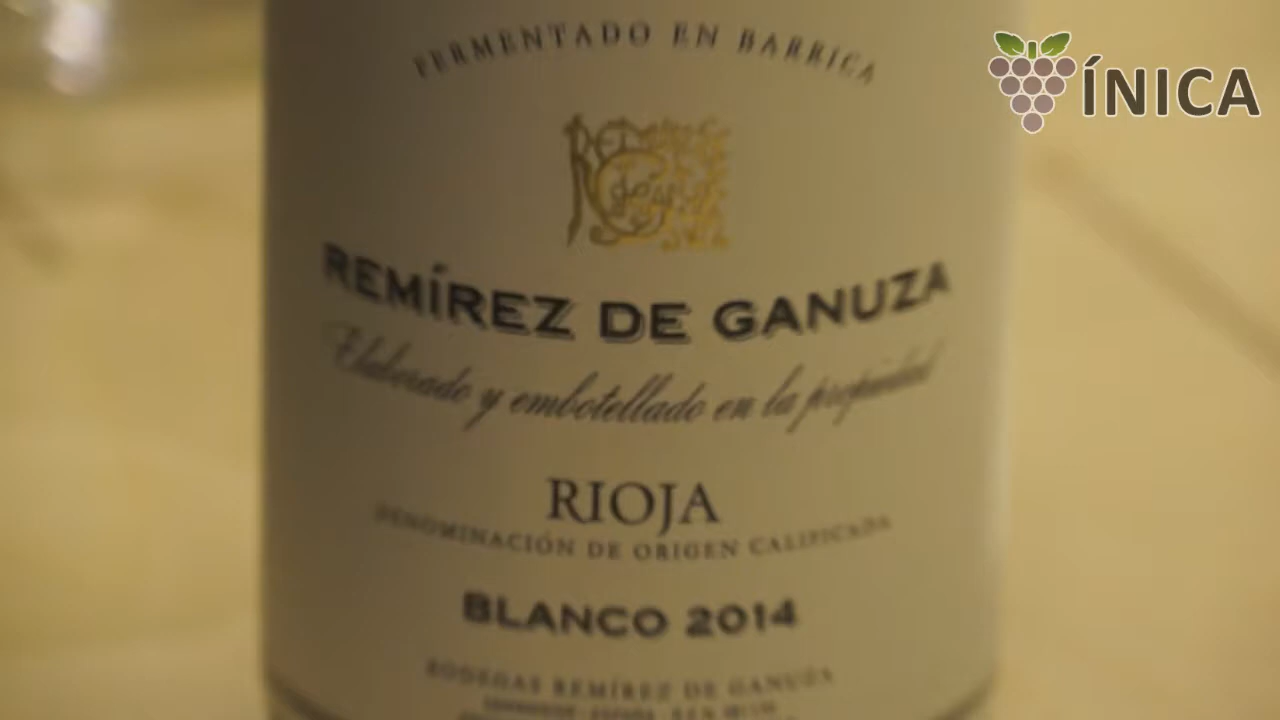 FERMENTADO EN BARRICA
ÍNICA
REMÍREZ DE GANUZA
Elaborado y embotellado en la propiedad
RIOJA
DENOMINACIÓN DE ORIGEN CALIFICADA
BLANCO 2014
BODEGAS REMÍREZ DE GANUZA